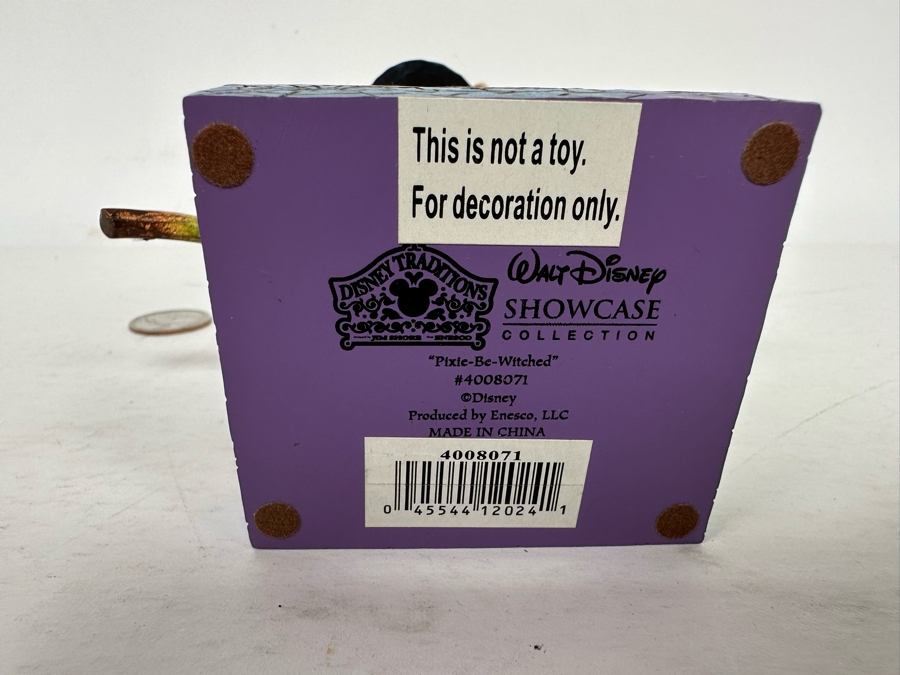 This is not a toy.
For decoration only.
DISNEY TRADITIONS
JIM SHORE ENESCO
WALT DISNEY
SHOWCASE
COLLECTION
"Pixie-Be-Witched"
#4008071
©Disney
Produced by Enesco, LLC
MADE IN CHINA
4008071
0 45544 12024 1